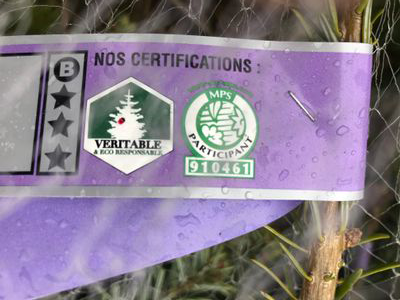 B
NOS CERTIFICATIONS :
VERITABLE
& ECO RESPONSABLE
MPS
PARTICIPANT
910461